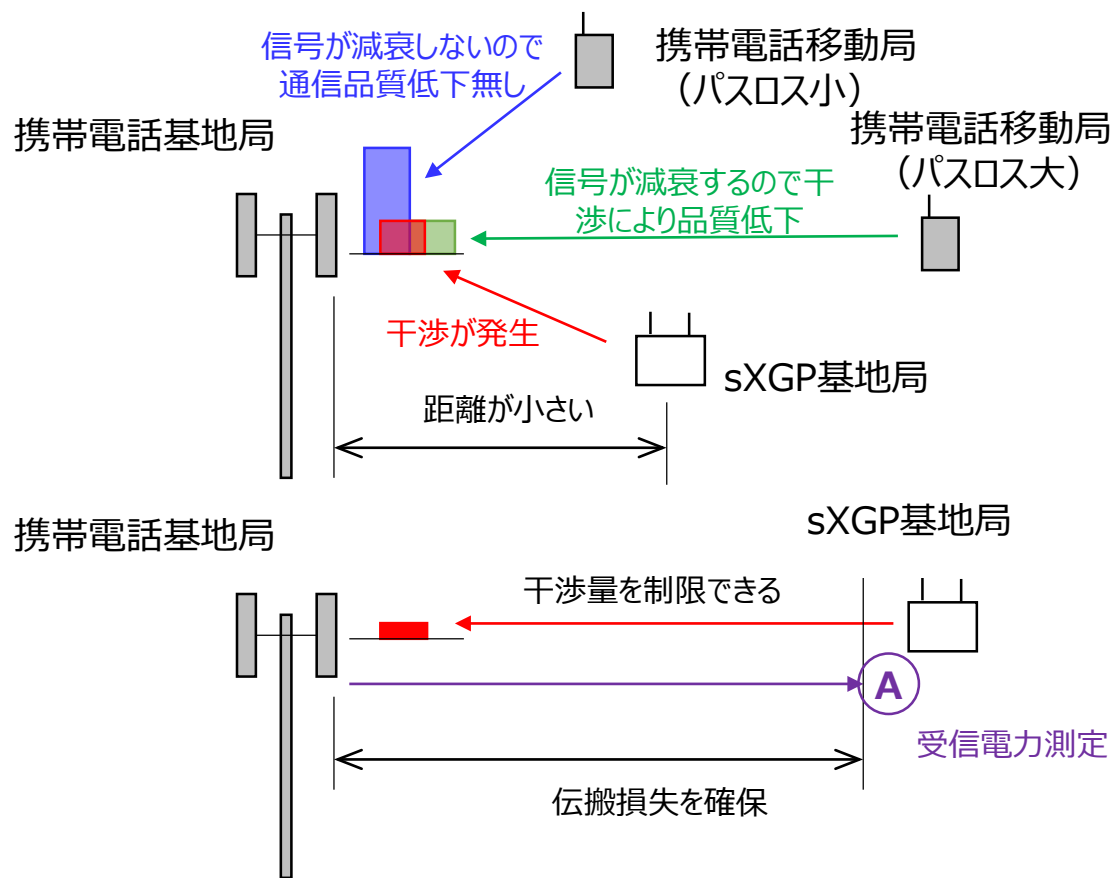 信号が減衰しないので
通信品質低下無し
携帯電話移動局
（パスロス小）
携帯電話基地局
携帯電話移動局
（パスロス大）
信号が減衰するので干
渉により品質低下
干渉が発生
sXGP基地局
距離が小さい
携帯電話基地局
sXGP基地局
干渉量を制限できる
A
受信電力測定
伝搬損失を確保